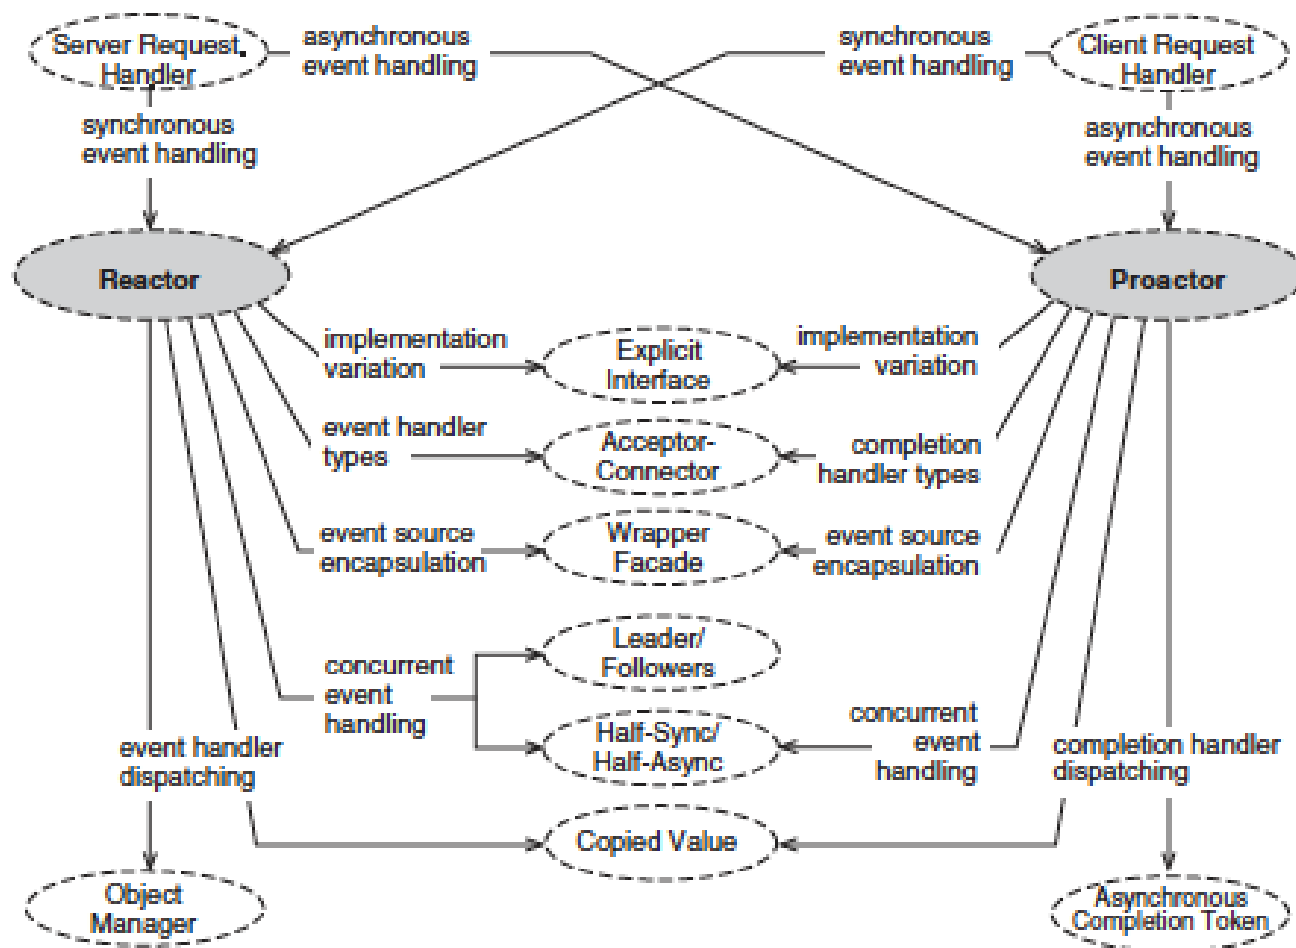 Server Request
Handler
asynchronous
event handling
synchronous
event handling
Client Request
Handler
synchronous
event handling
asynchronous
event handling
Reactor
Proactor
implementation
variation
Explicit
Interface
implementation
variation
event handler
types
Acceptor-
Connector
completion
handler types
event source
encapsulation
Wrapper
Facade
event source
encapsulation
Leader/
Followers
concurrent
event
handling
Half-Sync/
Half-Async
concurrent
event
handling
event handler
dispatching
completion handler
dispatching
Copied Value
Object
Manager
Asynchronous
Completion Token